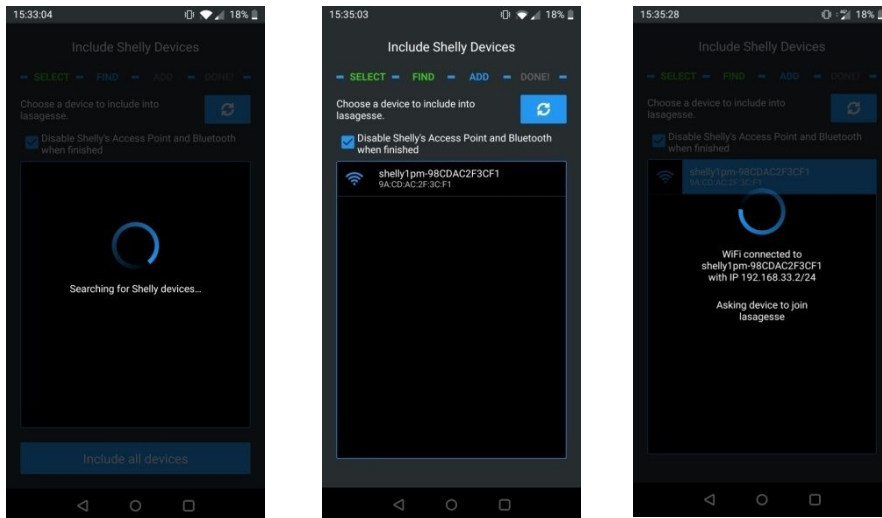 15:33:04
18%
Include Shelly Devices
SELECT FIND ADD DONE!
Choose a device to include into
lasagesse.
Disable Shelly's Access Point and Bluetooth
when finished
Searching for Shelly devices...
Include all devices
15:35:03
18%
Include Shelly Devices
SELECT FIND ADD DONE!
Choose a device to include into
lasagesse.
Disable Shelly's Access Point and Bluetooth
when finished
shelly1pm-98CDAC2F3CF1
9A:CD:AC:2F:3C:F1
15:35:28
18%
Include Shelly Devices
SELECT FIND ADD DONE!
Choose a device to include into
lasagesse.
Disable Shelly's Access Point and Bluetooth
when finished
shelly1pm-98CDAC2F3CF1
9A:CD:AC:2F:3C:F1
WiFi connected to
shelly1pm-98CDAC2F3CF1
with IP 192.168.33.2/24
Asking device to join
lasagesse